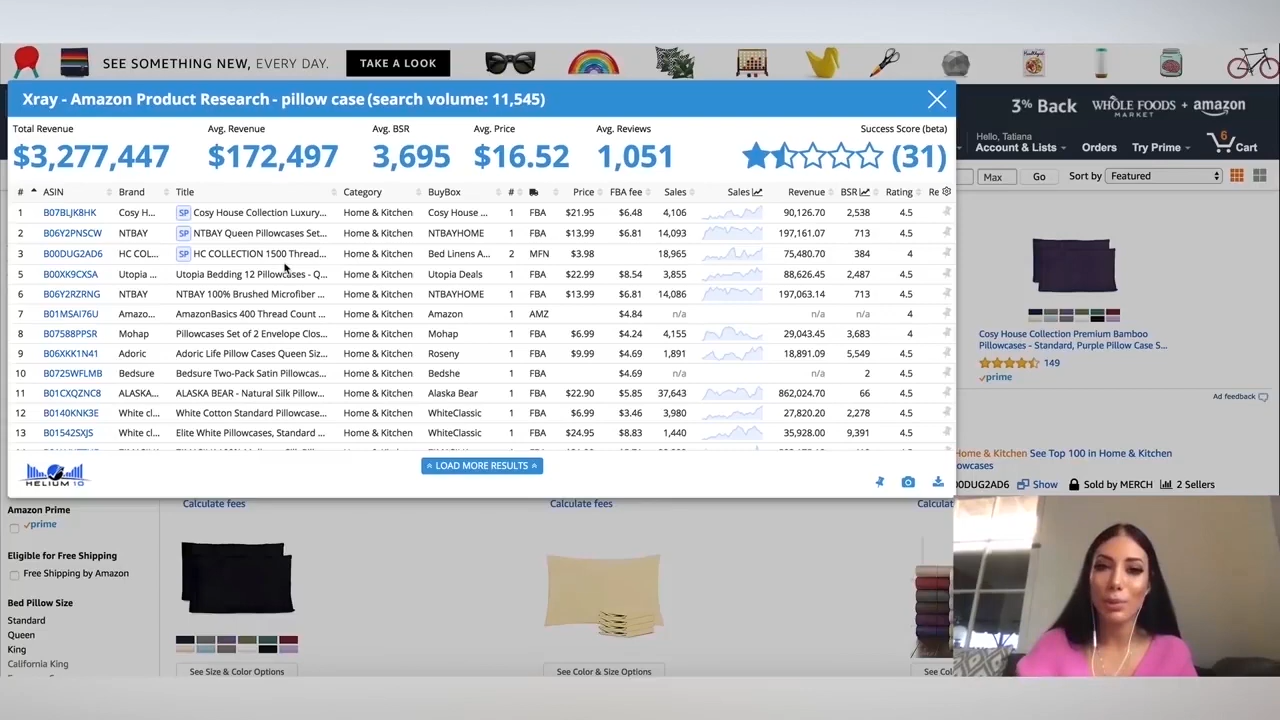 SEE SOMETHING NEW, EVERY DAY. TAKE A LOOK
Xray - Amazon Product Research - pillow case (search volume: 11,545)
3% Back WHOLE FOODS MARKET + amazon
Hello, Tatiana
Account & Lists Orders Try Prime 6 Cart
Max Go Sort by Featured
Total Revenue Avg. Revenue Avg. BSR Avg. Price Avg. Reviews Success Score (beta)
$3,277,447 $172,497 3,695 $16.52 1,051 (31)
# ASIN Brand Title Category BuyBox # Price FBA fee Sales Sales Revenue BSR Rating Re
1 B07BLJK8HK Cosy H... SP Cosy House Collection Luxury... Home & Kitchen Cosy House ... 1 FBA $21.95 $6.48 4,106 90,126.70 2,538 4.5
2 B06Y2PNSCW NTBAY SP NTBAY Queen Pillowcases Set... Home & Kitchen NTBAYHOME 1 FBA $13.99 $6.81 14,093 197,161.07 713 4.5
3 B00DUG2AD6 HC COL... SP HC COLLECTION 1500 Thread... Home & Kitchen Bed Linens A... 2 MFN $3.98 18,965 75,480.70 384 4
5 B00XK9CXSA Utopia ... Utopia Bedding 12 Pillowcases - Q... Home & Kitchen Utopia Deals 1 FBA $22.99 $8.54 3,855 88,626.45 2,487 4.5
6 B06Y2RZRNG NTBAY NTBAY 100% Brushed Microfiber ... Home & Kitchen NTBAYHOME 1 FBA $13.99 $6.81 14,086 197,063.14 713 4.5
7 B01MSAI76U Amazo... AmazonBasics 400 Thread Count ... Home & Kitchen Amazon 1 AMZ $4.84 n/a n/a n/a 4
8 B07588PPSR Mohap Pillowcases Set of 2 Envelope Clos... Home & Kitchen Mohap 1 FBA $6.99 $4.24 4,155 29,043.45 3,683 4
9 B06XKK1N41 Adoric Adoric Life Pillow Cases Queen Siz... Home & Kitchen Roseny 1 FBA $9.99 $4.69 1,891 18,891.09 5,549 4.5
10 B0725WFLMB Bedsure Bedsure Two-Pack Satin Pillowcas... Home & Kitchen Bedshe 1 FBA $4.69 n/a n/a 2 4.5
11 B01CXQZNC8 ALASKA... ALASKA BEAR - Natural Silk Pillow... Home & Kitchen Alaska Bear 1 FBA $22.90 $5.85 37,643 862,024.70 66 4.5
12 B0140KNK3E White cl... White Cotton Standard Pillowcase... Home & Kitchen WhiteClassic 1 FBA $6.99 $3.46 3,980 27,820.20 2,278 4.5
13 B01542SXJS White cl... Elite White Pillowcases, Standard ... Home & Kitchen WhiteClassic 1 FBA $24.95 $8.83 1,440 35,928.00 9,391 4.5
LOAD MORE RESULTS
HELIUM 10
Cosy House Collection Premium Bamboo
Pillowcases - Standard, Purple Pillow Case S...
149
prime
Ad feedback
Home & Kitchen See Top 100 in Home & Kitchen
owcases
00DUG2AD6 Show Sold by MERCH 2 Sellers
Calculate fees Calculate fees Calculat
Amazon Prime
prime
Eligible for Free Shipping
Free Shipping by Amazon
Bed Pillow Size
Standard
Queen
King
California King
See Size & Color Options See Color & Size Options See Col